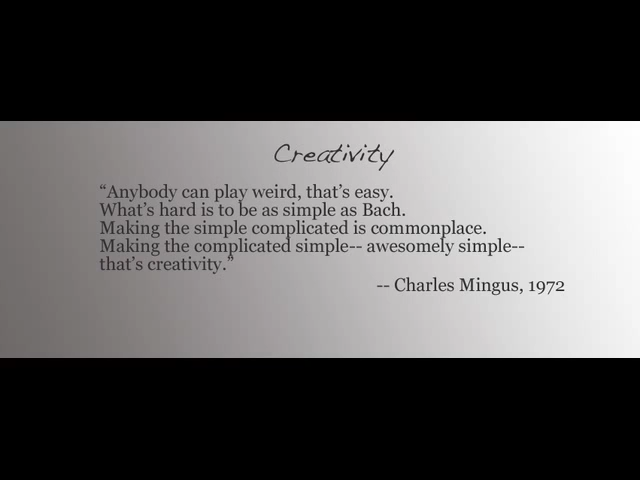 Creativity
“Anybody can play weird, that’s easy.
What’s hard is to be as simple as Bach.
Making the simple complicated is commonplace.
Making the complicated simple-- awesomely simple--
that’s creativity.”
-- Charles Mingus, 1972